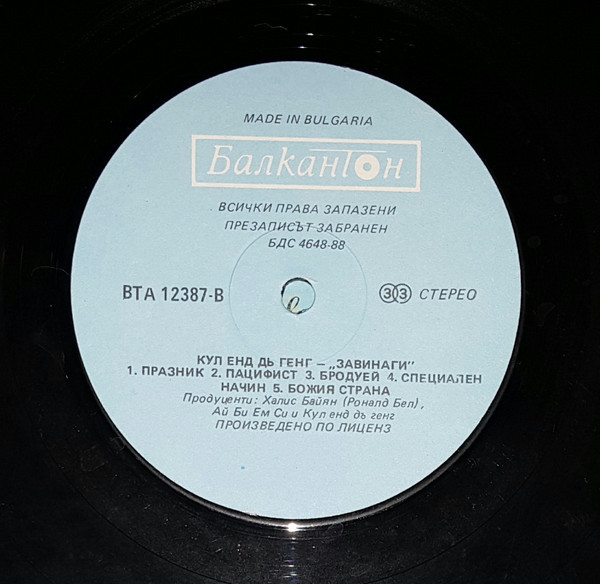 MADE IN BULGARIA
Балкантон
ВСИЧКИ ПРАВА ЗАПАЗЕНИ
ПРЕЗАПИСЪТ ЗАБРАНЕН
БДС 4648-88
ВТА 12387-В
33 СТЕРЕО
КУЛ ЕНД ДЬ ГЕНГ – „ЗАВИНАГИ”
1. ПРАЗНИК 2. ПАЦИФИСТ 3. БРОДУЕЙ 4. СПЕЦИАЛЕН
НАЧИН 5. БОЖИЯ СТРАНА
Продуценти: Халис Байян (Роналд Бел),
Ай Би Ем Си и Кул енд дъ генг
ПРОИЗВЕДЕНО ПО ЛИЦЕНЗ